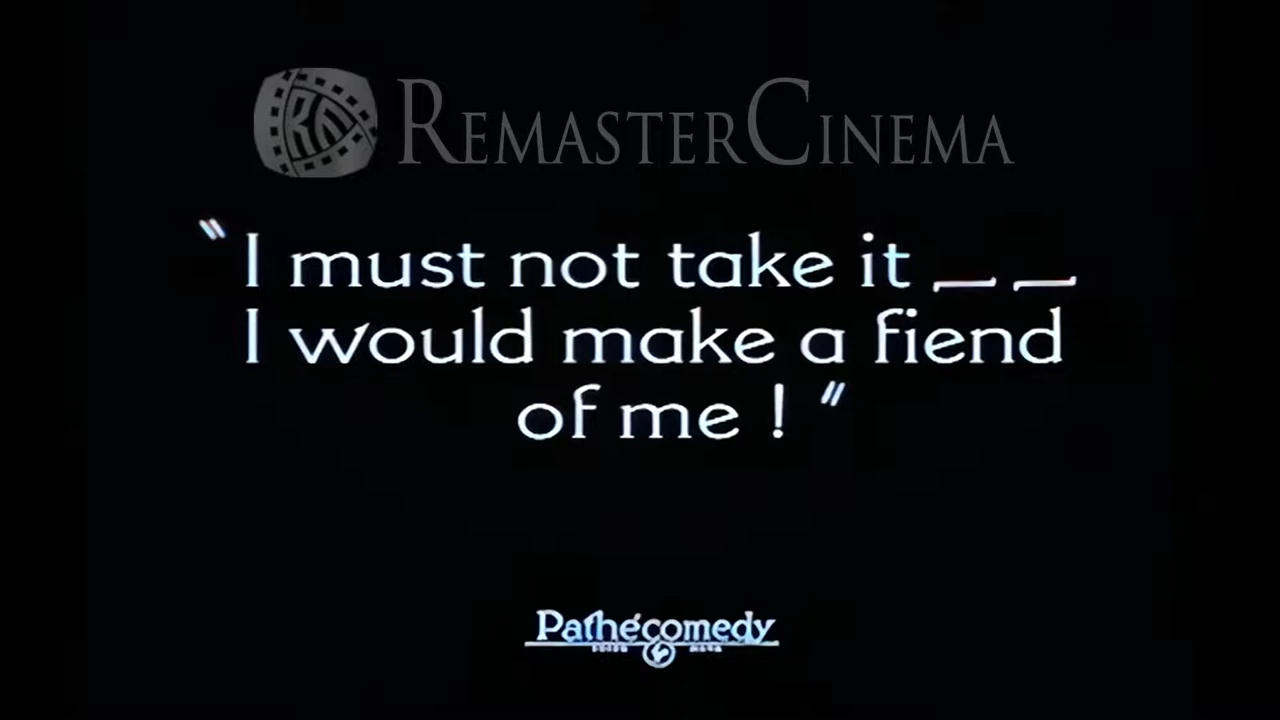 REMASTERCINEMA
"I must not take it — —
I would make a fiend
of me ! "
Pathécomedy